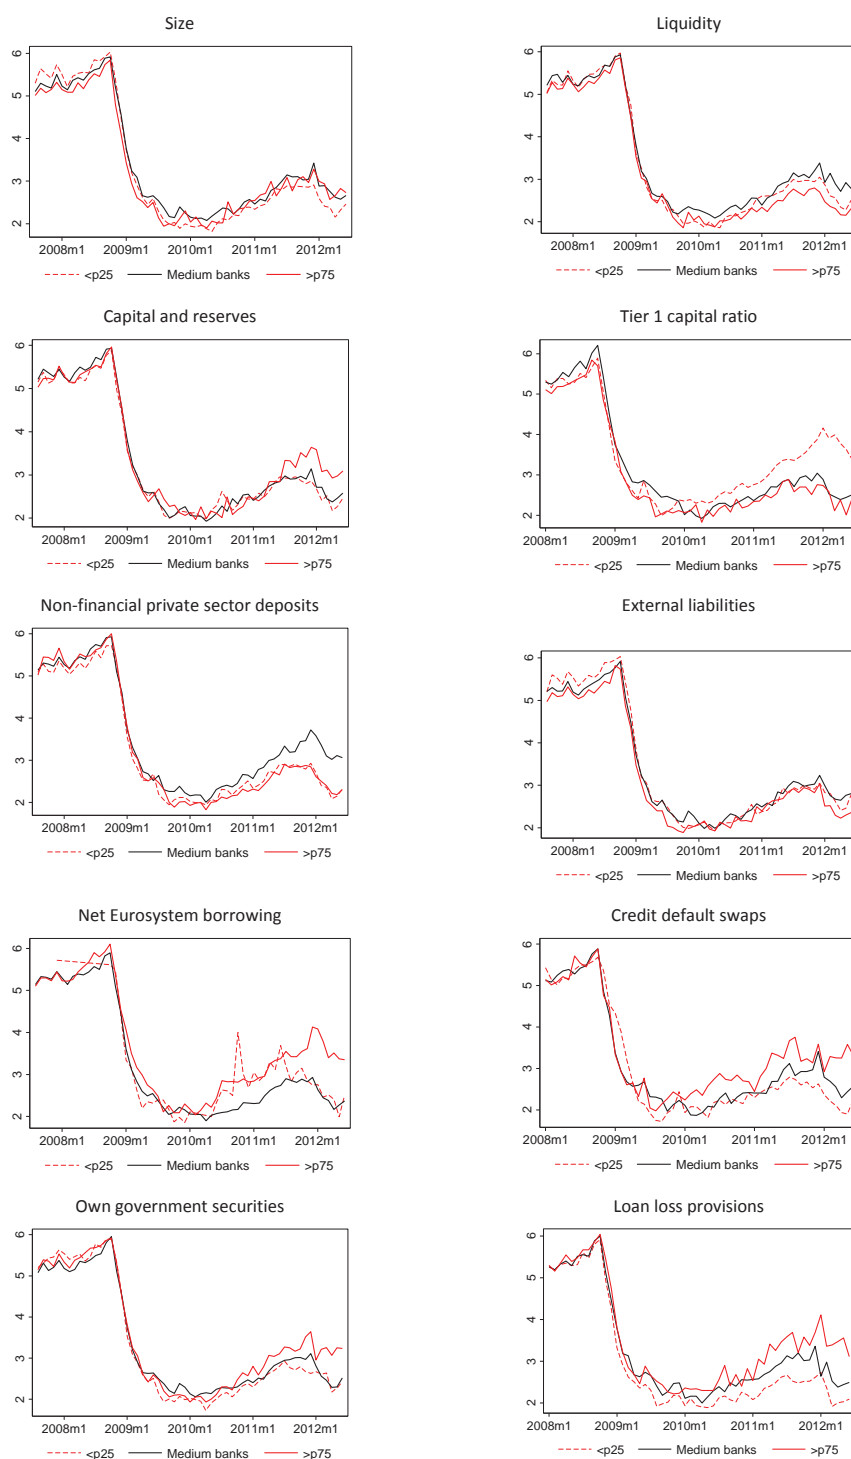 Size
6
5
4
3
2
2008m1 2009m1 2010m1 2011m1 2012m1
<p25 Medium banks >p75
Liquidity
6
5
4
3
2
2008m1 2009m1 2010m1 2011m1 2012m1
<p25 Medium banks >p75
Capital and reserves
6
5
4
3
2
2008m1 2009m1 2010m1 2011m1 2012m1
<p25 Medium banks >p75
Tier 1 capital ratio
6
5
4
3
2
2008m1 2009m1 2010m1 2011m1 2012m1
<p25 Medium banks >p75
Non-financial private sector deposits
6
5
4
3
2
2008m1 2009m1 2010m1 2011m1 2012m1
<p25 Medium banks >p75
External liabilities
6
5
4
3
2
2008m1 2009m1 2010m1 2011m1 2012m1
<p25 Medium banks >p75
Net Eurosystem borrowing
6
5
4
3
2
2008m1 2009m1 2010m1 2011m1 2012m1
<p25 Medium banks >p75
Credit default swaps
6
5
4
3
2
2008m1 2009m1 2010m1 2011m1 2012m1
<p25 Medium banks >p75
Own government securities
6
5
4
3
2
2008m1 2009m1 2010m1 2011m1 2012m1
<p25 Medium banks >p75
Loan loss provisions
6
5
4
3
2
2008m1 2009m1 2010m1 2011m1 2012m1
<p25 Medium banks >p75